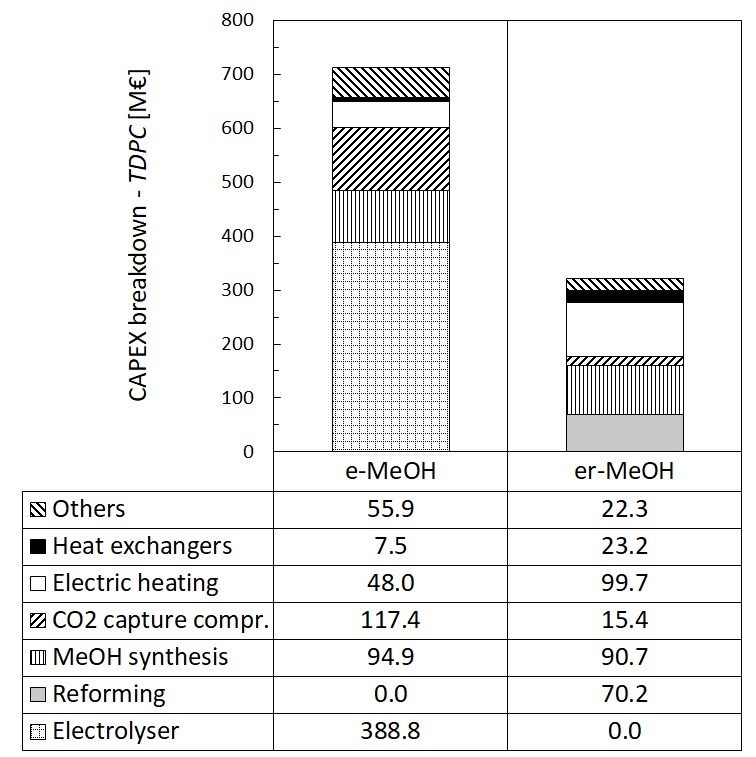 CAPEX breakdown - TDPC [M€]
800
700
600
500
400
300
200
100
0
e-MeOH er-MeOH
Others 55.9 22.3
Heat exchangers 7.5 23.2
Electric heating 48.0 99.7
CO2 capture compr. 117.4 15.4
MeOH synthesis 94.9 90.7
Reforming 0.0 70.2
Electrolyser 388.8 0.0